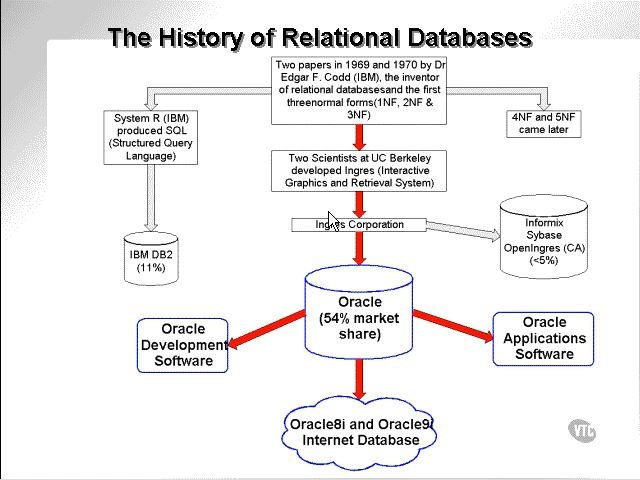 The History of Relational Databases
Two papers in 1969 and 1970 by Dr
Edgar F. Codd (IBM), the inventor
of relational databasesand the first
threenormal forms(1NF, 2NF &
3NF)
System R (IBM)
produced SQL
(Structured Query
Language)
4NF and 5NF
came later
Two Scientists at UC Berkeley
developed Ingres (Interactive
Graphics and Retrieval System)
Ingres Corporation
Informix
Sybase
OpenIngres (CA)
(<5%)
IBM DB2
(11%)
Oracle
(54% market
share)
Oracle
Development
Software
Oracle
Applications
Software
Oracle8i and Oracle9i
Internet Database
VTC